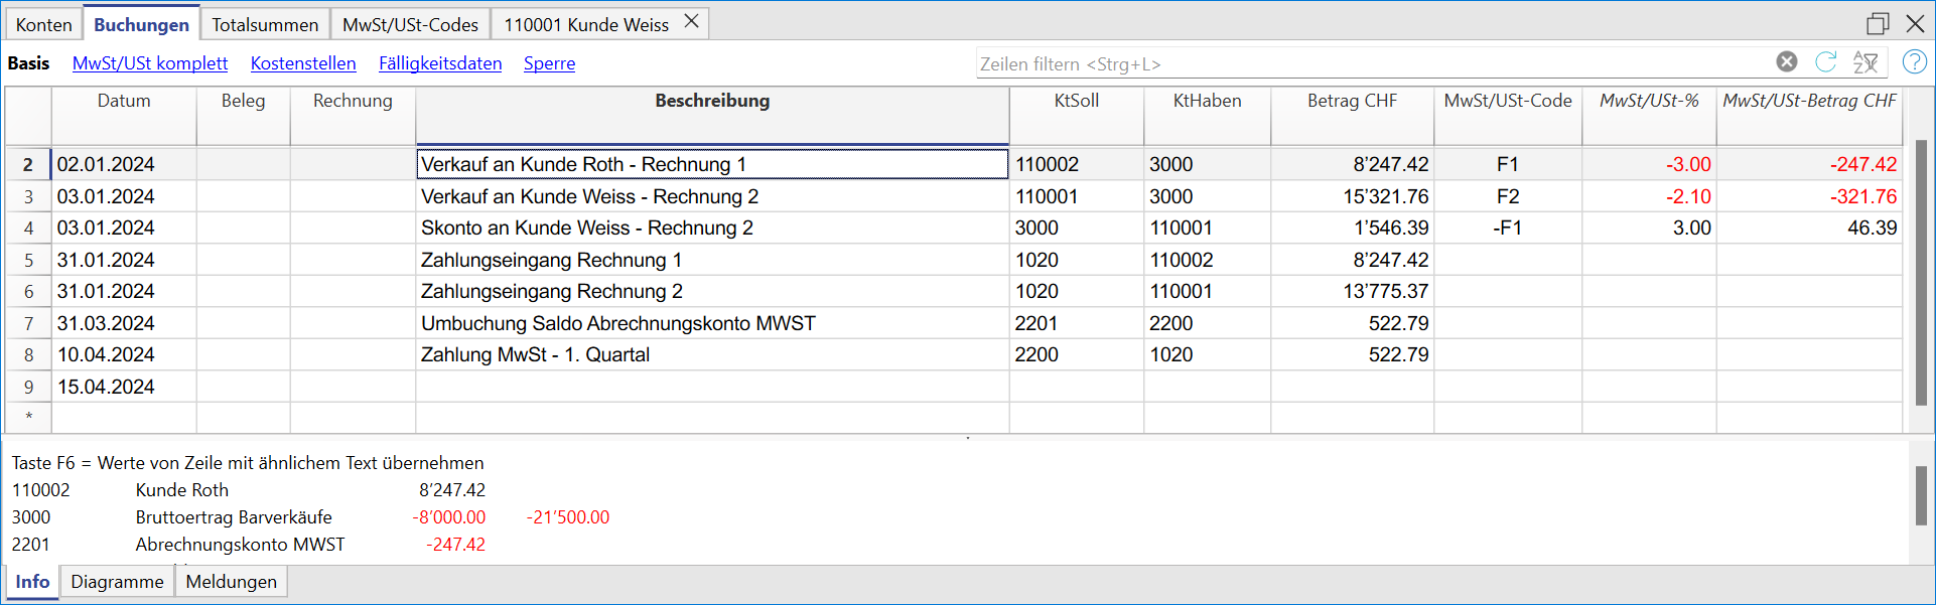 Konten Buchungen Totalsummen MwSt/USt-Codes 110001 Kunde Weiss
Basis MwSt/USt komplett Kostenstellen Fälligkeitsdaten Sperre Zeilen filtern <Strg+L>
Datum Beleg Rechnung Beschreibung KtSoll KtHaben Betrag CHF MwSt/USt-Code MwSt/USt-% MwSt/USt-Betrag CHF
2 02.01.2024 Verkauf an Kunde Roth - Rechnung 1 110002 3000 8’247.42 F1 -3.00 -247.42
3 03.01.2024 Verkauf an Kunde Weiss - Rechnung 2 110001 3000 15’321.76 F2 -2.10 -321.76
4 03.01.2024 Skonto an Kunde Weiss - Rechnung 2 3000 110001 1’546.39 -F1 3.00 46.39
5 31.01.2024 Zahlungseingang Rechnung 1 1020 110002 8’247.42
6 31.01.2024 Zahlungseingang Rechnung 2 1020 110001 13’775.37
7 31.03.2024 Umbuchung Saldo Abrechnungskonto MWST 2201 2200 522.79
8 10.04.2024 Zahlung MwSt - 1. Quartal 2200 1020 522.79
9 15.04.2024
*
Taste F6 = Werte von Zeile mit ähnlichem Text übernehmen
110002 Kunde Roth 8’247.42
3000 Bruttoertrag Barverkäufe -8’000.00 -21’500.00
2201 Abrechnungskonto MWST -247.42
Info Diagramme Meldungen